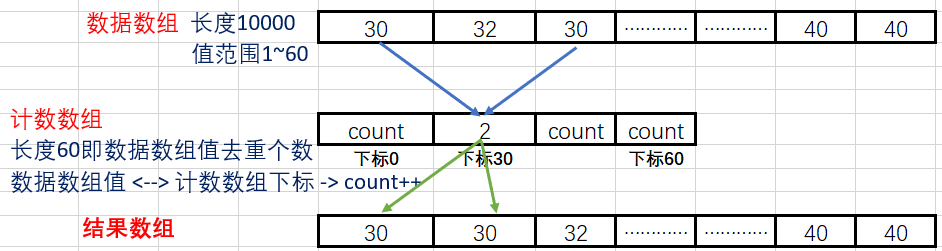 数据数组 长度10000 30 32 30 ………… ………… 40 40
值范围1~60
计数数组 count 2 count count
长度60即数据数组值去重个数 下标0 下标30 下标60
数据数组值 <--> 计数数组下标 -> count++
结果数组 30 30 32 ………… ………… 40 40